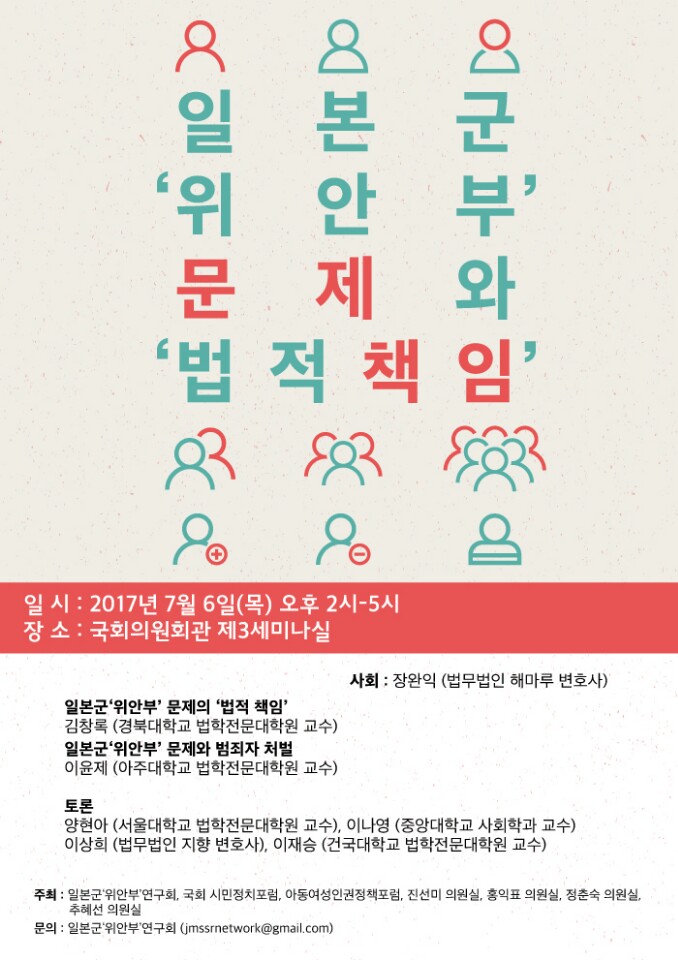 일 본 군
‘위 안 부’
문 제 와
‘법 적 책 임’
일 시 : 2017년 7월 6일(목) 오후 2시-5시
장 소 : 국회의원회관 제3세미나실
사회 : 장완익 (법무법인 해마루 변호사)
일본군‘위안부’ 문제의 ‘법적 책임’
김창록 (경북대학교 법학전문대학원 교수)
일본군‘위안부’ 문제와 범죄자 처벌
이윤제 (아주대학교 법학전문대학원 교수)
토론
양현아 (서울대학교 법학전문대학원 교수), 이나영 (중앙대학교 사회학과 교수)
이상희 (법무법인 지향 변호사), 이재승 (건국대학교 법학전문대학원 교수)
주최 : 일본군‘위안부’연구회, 국회 시민정치포럼, 아동여성인권정책포럼, 진선미 의원실, 홍익표 의원실, 정춘숙 의원실,
추혜선 의원실
문의 : 일본군‘위안부’연구회 (jmssrnetwork@gmail.com)